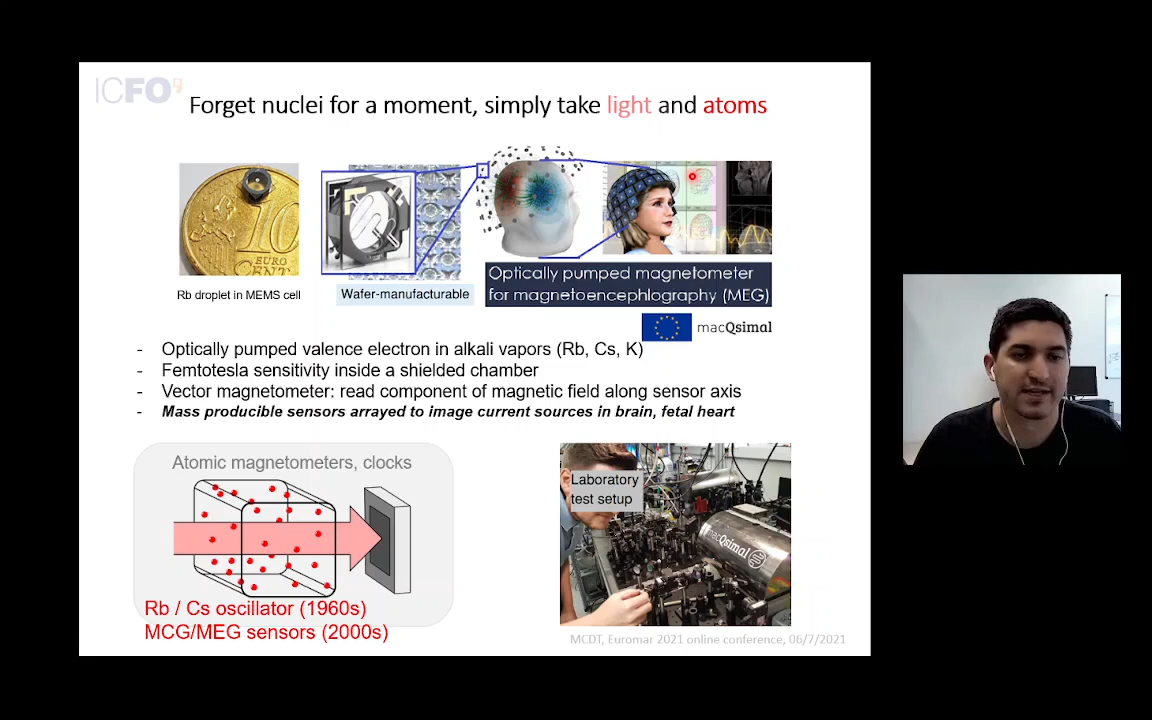 ICFO
Forget nuclei for a moment, simply take light and atoms
10
EURO
CENT
Rb droplet in MEMS cell
Wafer-manufacturable
Optically pumped magnetometer
for magnetoencephlography (MEG)
macQsimal
- Optically pumped valence electron in alkali vapors (Rb, Cs, K)
- Femtotesla sensitivity inside a shielded chamber
- Vector magnetometer: read component of magnetic field along sensor axis
- Mass producible sensors arrayed to image current sources in brain, fetal heart
Atomic magnetometers, clocks
Rb / Cs oscillator (1960s)
MCG/MEG sensors (2000s)
Laboratory
test setup
macQsimal
MCDT, Euromar 2021 online conference, 06/7/2021